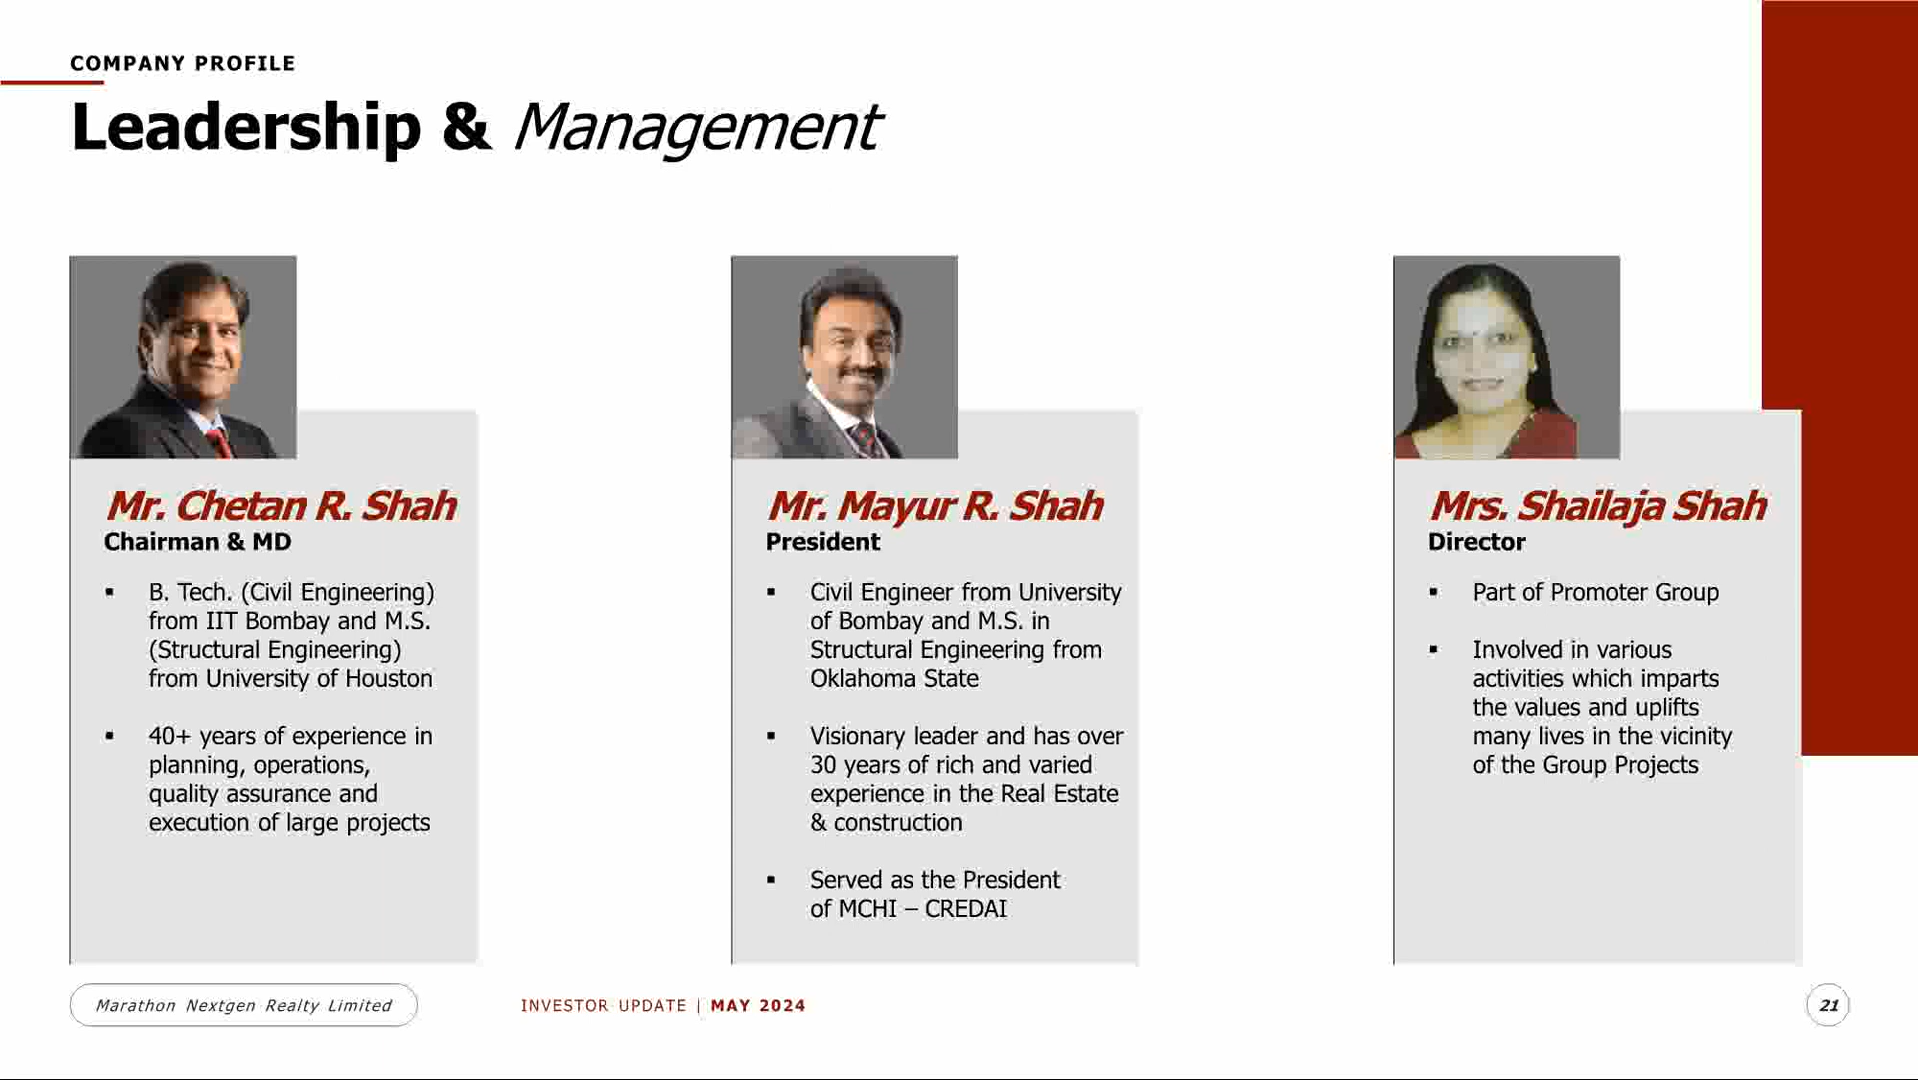 COMPANY PROFILE
Leadership & Management
Mr. Chetan R. Shah
Chairman & MD
▪ B. Tech. (Civil Engineering)
from IIT Bombay and M.S.
(Structural Engineering)
from University of Houston
▪ 40+ years of experience in
planning, operations,
quality assurance and
execution of large projects
Mr. Mayur R. Shah
President
▪ Civil Engineer from University
of Bombay and M.S. in
Structural Engineering from
Oklahoma State
▪ Visionary leader and has over
30 years of rich and varied
experience in the Real Estate
& construction
▪ Served as the President
of MCHI – CREDAI
Mrs. Shailaja Shah
Director
▪ Part of Promoter Group
▪ Involved in various
activities which imparts
the values and uplifts
many lives in the vicinity
of the Group Projects
Marathon Nextgen Realty Limited
INVESTOR UPDATE | MAY 2024
21